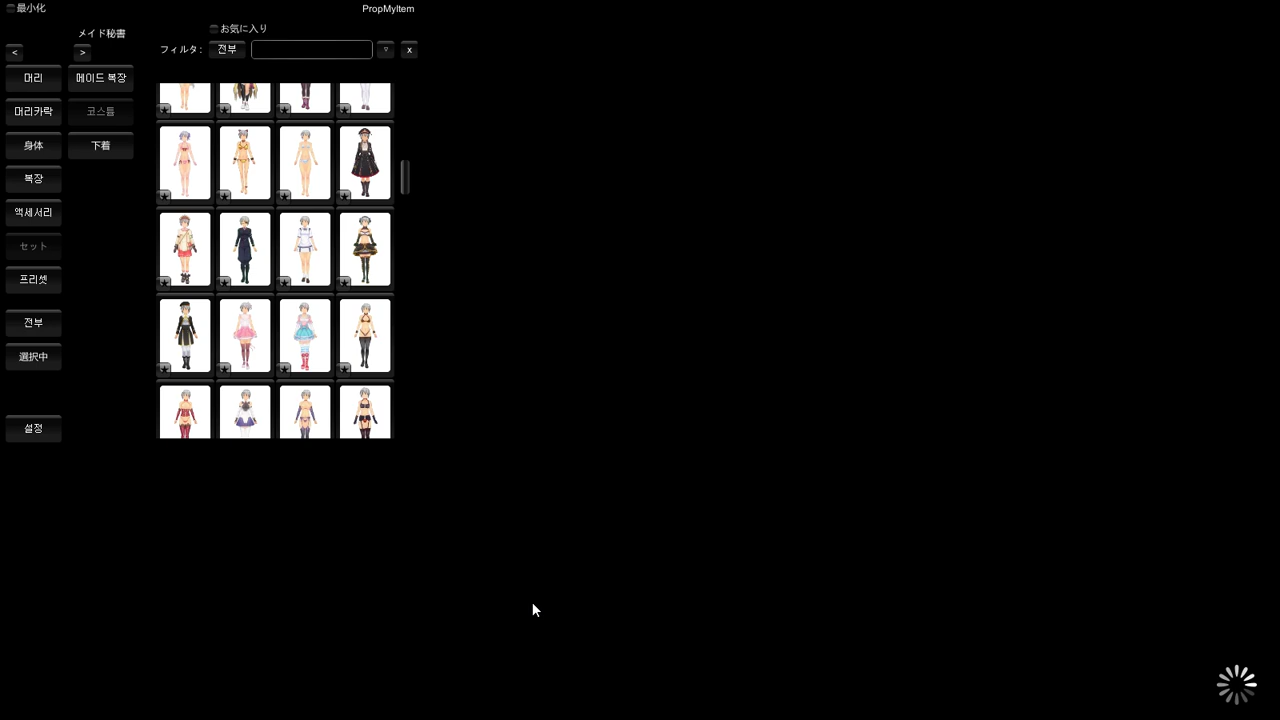 最小化
PropMyItem
お気に入り
メイド秘書
フィルタ:
전부
▽
x
<
>
머리
메이드 복장
머리카락
코스튬
身体
下着
복장
액세서리
セット
프리셋
전부
選択中
설정